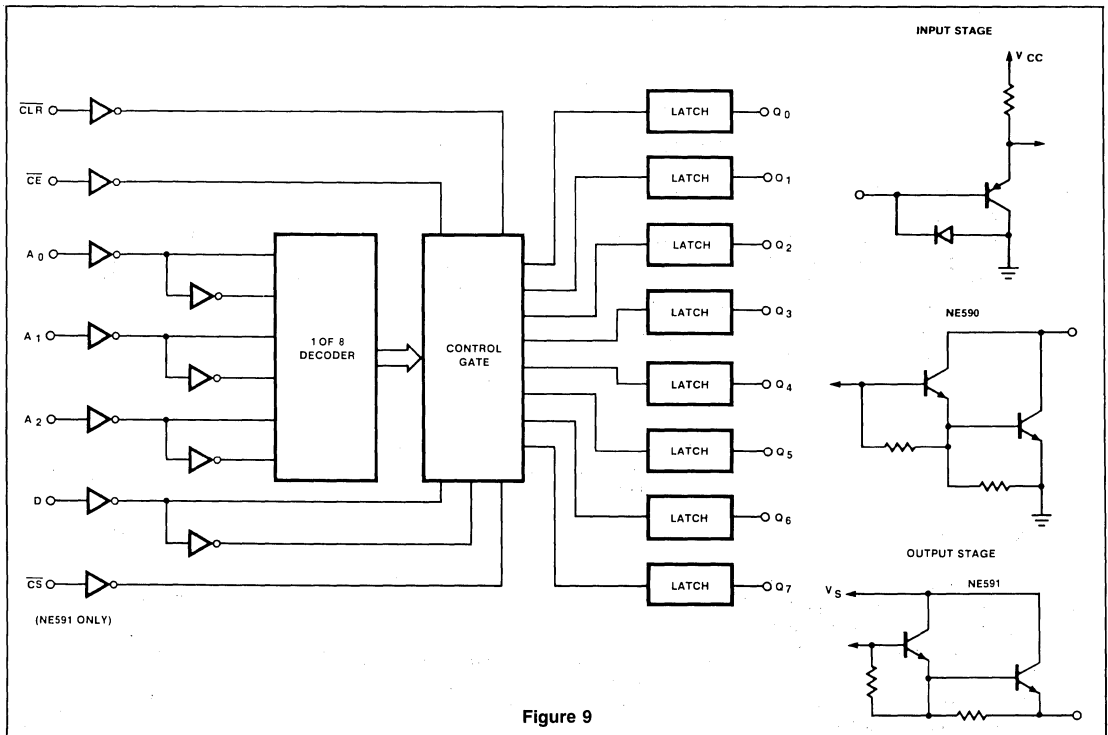 INPUT STAGE
V CC
CLR
CE
A 0
A 1
A 2
D
CS
(NE591 ONLY)
1 OF 8
DECODER
CONTROL
GATE
LATCH
Q 0
LATCH
Q 1
LATCH
Q 2
LATCH
Q 3
LATCH
Q 4
LATCH
Q 5
LATCH
Q 6
LATCH
Q 7
NE590
OUTPUT STAGE
NE591
V S
Figure 9